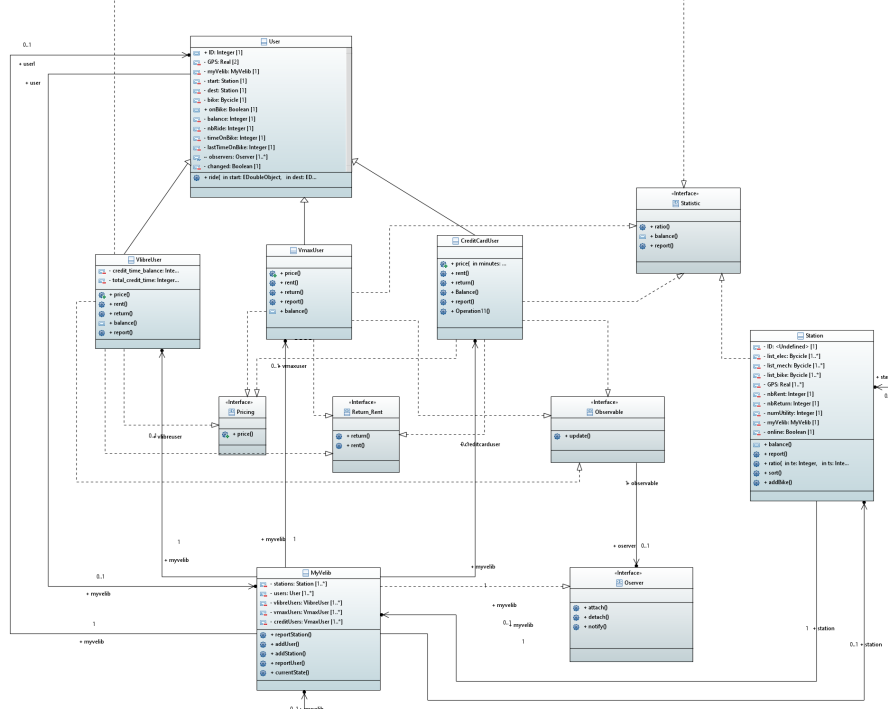 0..1
+ userl
+ user
User
+ ID: Integer [1]
- GPS: Real [2]
- myVelib: MyVelib [1]
- start: Station [1]
- dest: Station [1]
- bike: Bycicle [1]
+ onBike: Boolean [1]
- balance: Integer [1]
- nbRide: Integer [1]
- timeOnBike: Integer [1]
- lastTimeOnBike: Integer [1]
~ observers: Oserver [1..*]
- changed: Boolean [1]
+ ride( in start: EDoubleObject, in dest: ED...
«Interface»
Statistic
+ ratio()
+ balance()
+ report()
VlibreUser
- credit_time_balance: Inte...
- total_credit_time: Integer...
+ price()
+ rent()
+ return()
+ balance()
+ report()
VmaxUser
+ price()
+ rent()
+ return()
+ report()
+ balance()
CreditCardUser
+ price( in minutes: ...
+ rent()
+ return()
+ Balance()
+ report()
+ Operation11()
Station
- ID: <Undefined> [1]
- list_elec: Bycicle [1..*]
- list_mech: Bycicle [1..*]
- list_bike: Bycicle [1..*]
- GPS: Real [1..*]
- nbRent: Integer [1]
- nbReturn: Integer [1]
- numUtility: Integer [1]
- myVelib: MyVelib [1]
- online: Boolean [1]
+ balance()
+ report()
+ ratio( in te: Integer, in ts: Inte...
+ sort()
+ addBike()
+ sta
0..
+ vmaxuser
«Interface»
Pricing
+ price()
«Interface»
Return_Rent
+ return()
+ rent()
«Interface»
Observable
+ update()
vlibreuser
creditcarduser
+ observable
1
+ myvelib
1
+ oserver 0..1
+ myvelib
0..1
+ myvelib
1
+ myvelib
MyVelib
- stations: Station [1..*]
- users: User [1..*]
- vlibreUsers: VlibreUser [1..*]
- vmaxUsers: VmaxUser [1..*]
- creditUsers: VmaxUser [1..*]
+ reportStation()
+ addUser()
+ addStation()
+ reportUser()
+ currentState()
1
+ myvelib
0..1
myvelib
1
«Interface»
Oserver
+ attach()
+ detach()
+ notify()
1 + station
0..1 + station
0..1 + myvelib